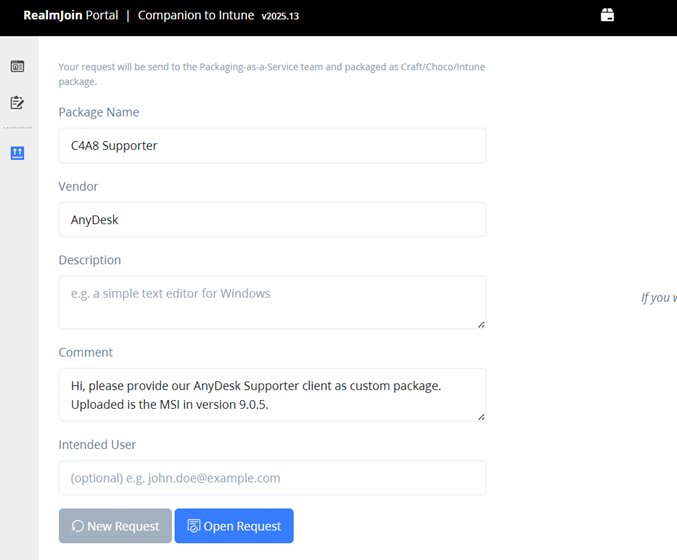 RealmJoin Portal | Companion to Intune v2025.13
Your request will be send to the Packaging-as-a-Service team and packaged as Craft/Choco/Intune
package.
Package Name
C4A8 Supporter
Vendor
AnyDesk
Description
e.g. a simple text editor for Windows
If you w
Comment
Hi, please provide our AnyDesk Supporter client as custom package.
Uploaded is the MSI in version 9.0.5.
Intended User
(optional) e.g. john.doe@example.com
New Request Open Request